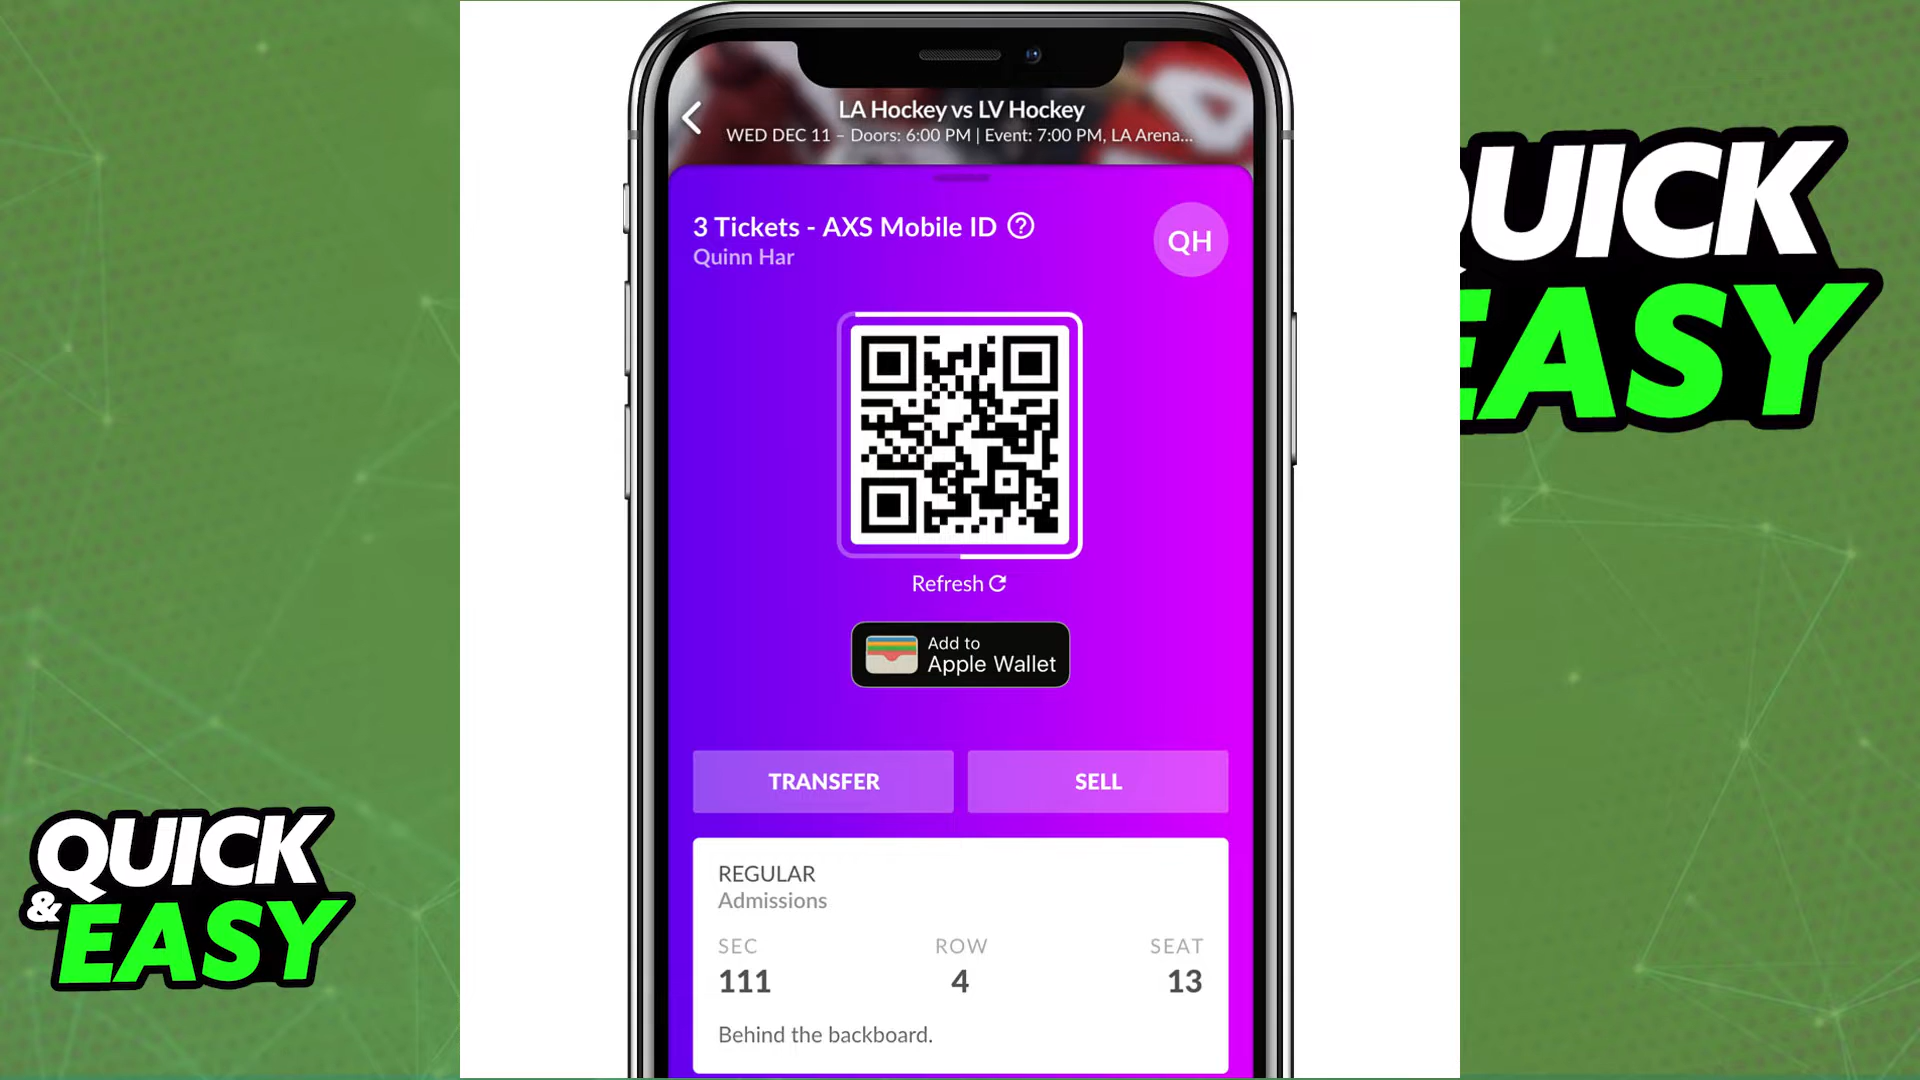 LA Hockey vs LV Hockey
WED DEC 11 – Doors: 6:00 PM | Event: 7:00 PM, LA Arena...
3 Tickets - AXS Mobile ID ?
Quinn Har
QH
Refresh
Add to
Apple Wallet
TRANSFER
SELL
REGULAR
Admissions
SEC
ROW
SEAT
111
4
13
Behind the backboard.
QUICK
EASY
QUICK
&
EASY